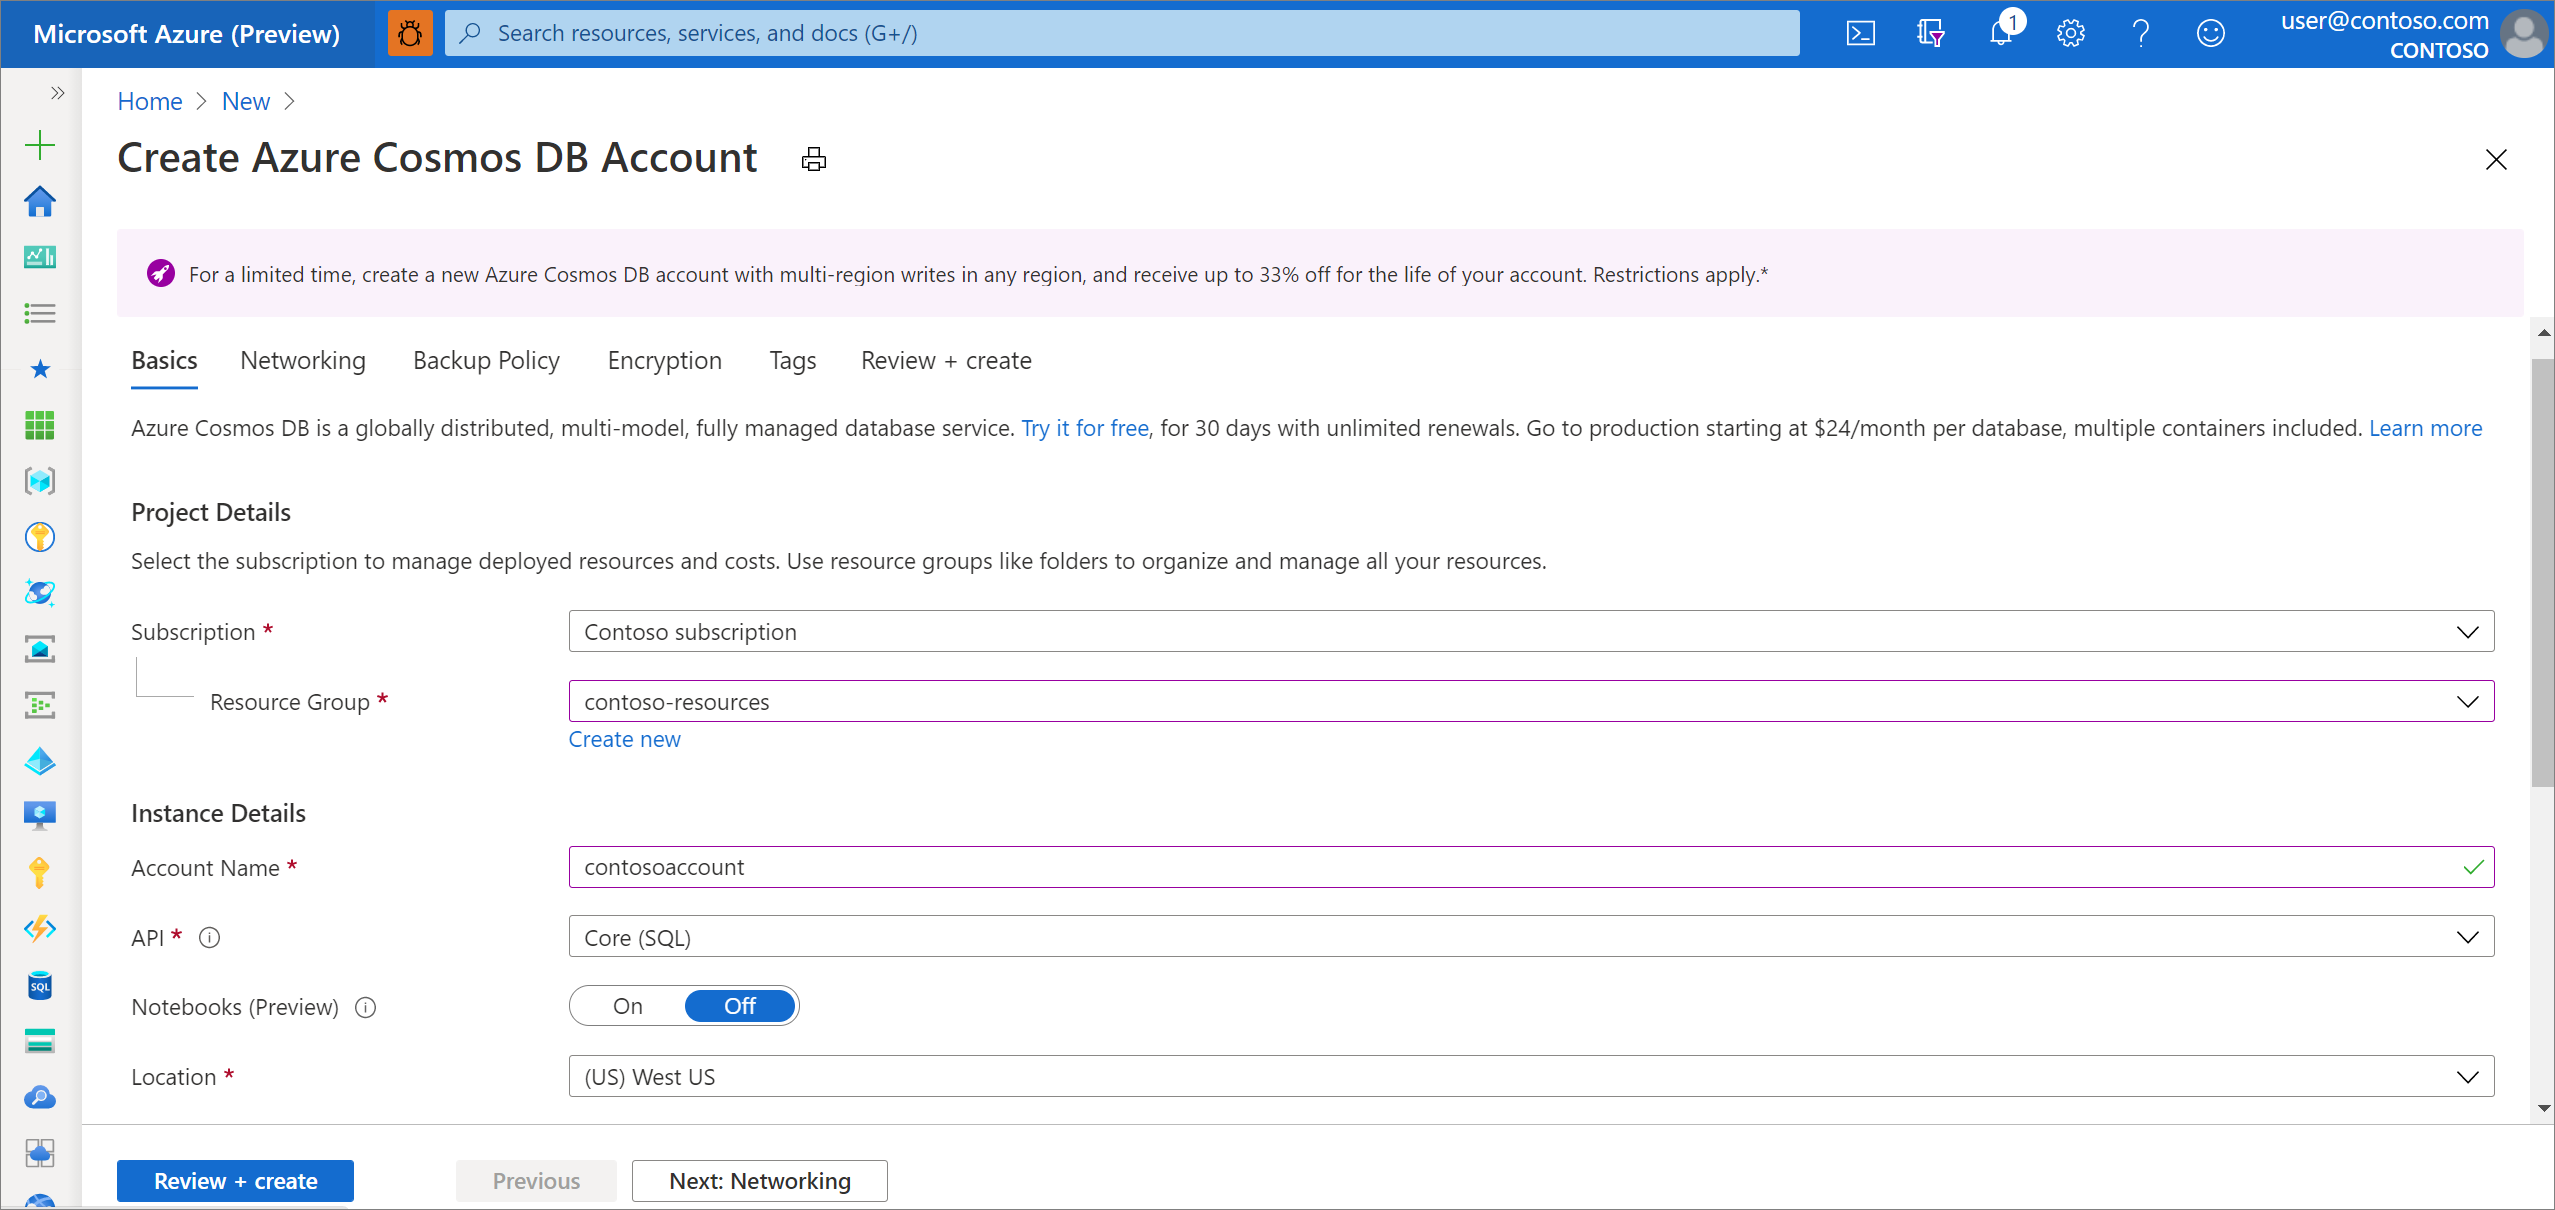 Microsoft Azure (Preview)
Search resources, services, and docs (G+/)
1
user@contoso.com
CONTOSO
Home > New >
Create Azure Cosmos DB Account
For a limited time, create a new Azure Cosmos DB account with multi-region writes in any region, and receive up to 33% off for the life of your account. Restrictions apply.*
Basics Networking Backup Policy Encryption Tags Review + create
Azure Cosmos DB is a globally distributed, multi-model, fully managed database service. Try it for free, for 30 days with unlimited renewals. Go to production starting at $24/month per database, multiple containers included. Learn more
Project Details
Select the subscription to manage deployed resources and costs. Use resource groups like folders to organize and manage all your resources.
Subscription * Contoso subscription
Resource Group * contoso-resources
Create new
Instance Details
Account Name * contosoaccount
API * Core (SQL)
Notebooks (Preview) On Off
SQL
Location * (US) West US
Review + create Previous Next: Networking